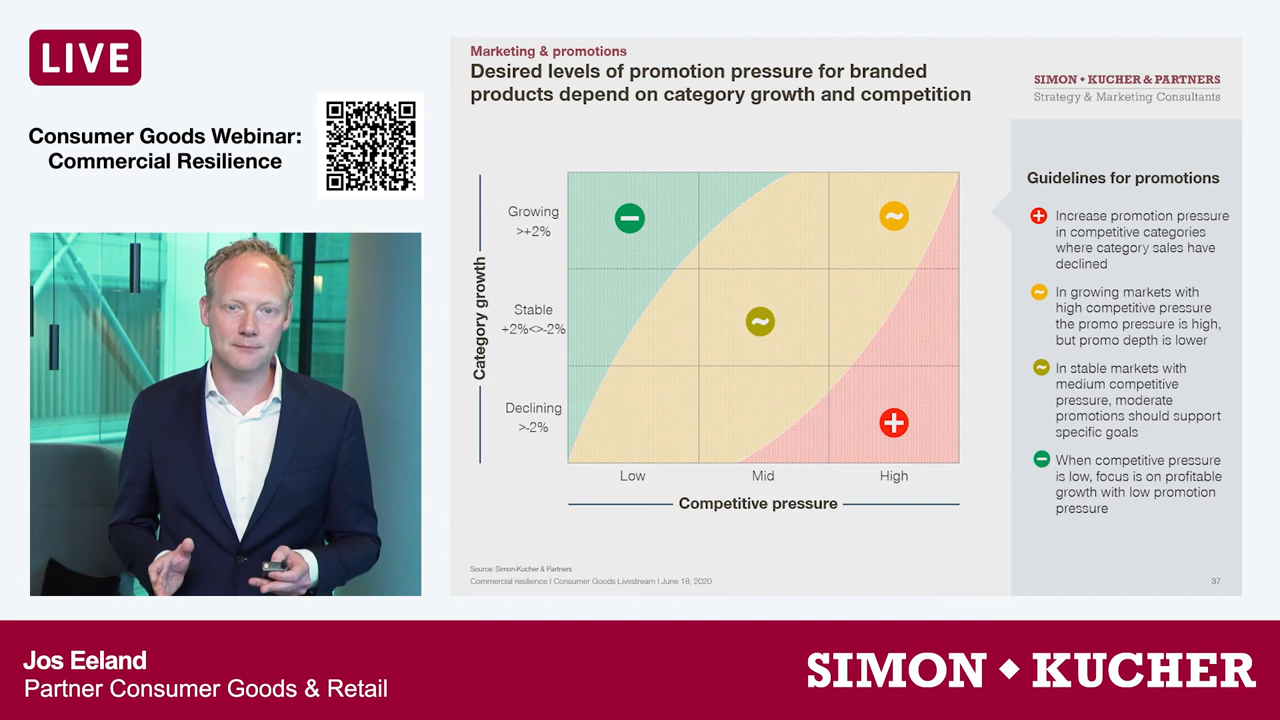 LIVE
Consumer Goods Webinar:
Commercial Resilience
Marketing & promotions
Desired levels of promotion pressure for branded
products depend on category growth and competition
SIMON • KUCHER & PARTNERS
Strategy & Marketing Consultants
Category growth
Growing
>+2%
Stable
+2%<>-2%
Declining
>-2%
Low
Mid
High
Competitive pressure
Guidelines for promotions
Increase promotion pressure
in competitive categories
where category sales have
declined
In growing markets with
high competitive pressure
the promo pressure is high,
but promo depth is lower
In stable markets with
medium competitive
pressure, moderate
promotions should support
specific goals
When competitive pressure
is low, focus is on profitable
growth with low promotion
pressure
Source: Simon-Kucher & Partners
Commercial resilience I Consumer Goods Livestream I June 18, 2020
37
Jos Eeland
Partner Consumer Goods & Retail
SIMON ◆ KUCHER